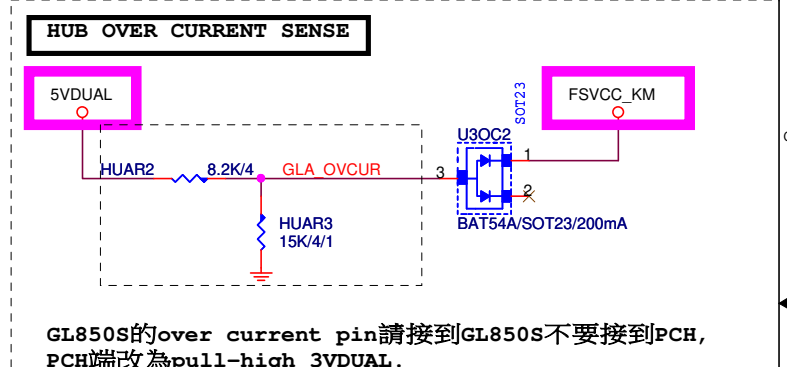 HUB OVER CURRENT SENSE
5VDUAL
FSVCC_KM
SOT23
U3OC2
HUAR2
8.2K/4
GLA_OVCUR
3
1
2
HUAR3
15K/4/1
BAT54A/SOT23/200mA
GL850S的over current pin請接到GL850S不要接到PCH,
PCH端改為pull-high 3VDUAL.